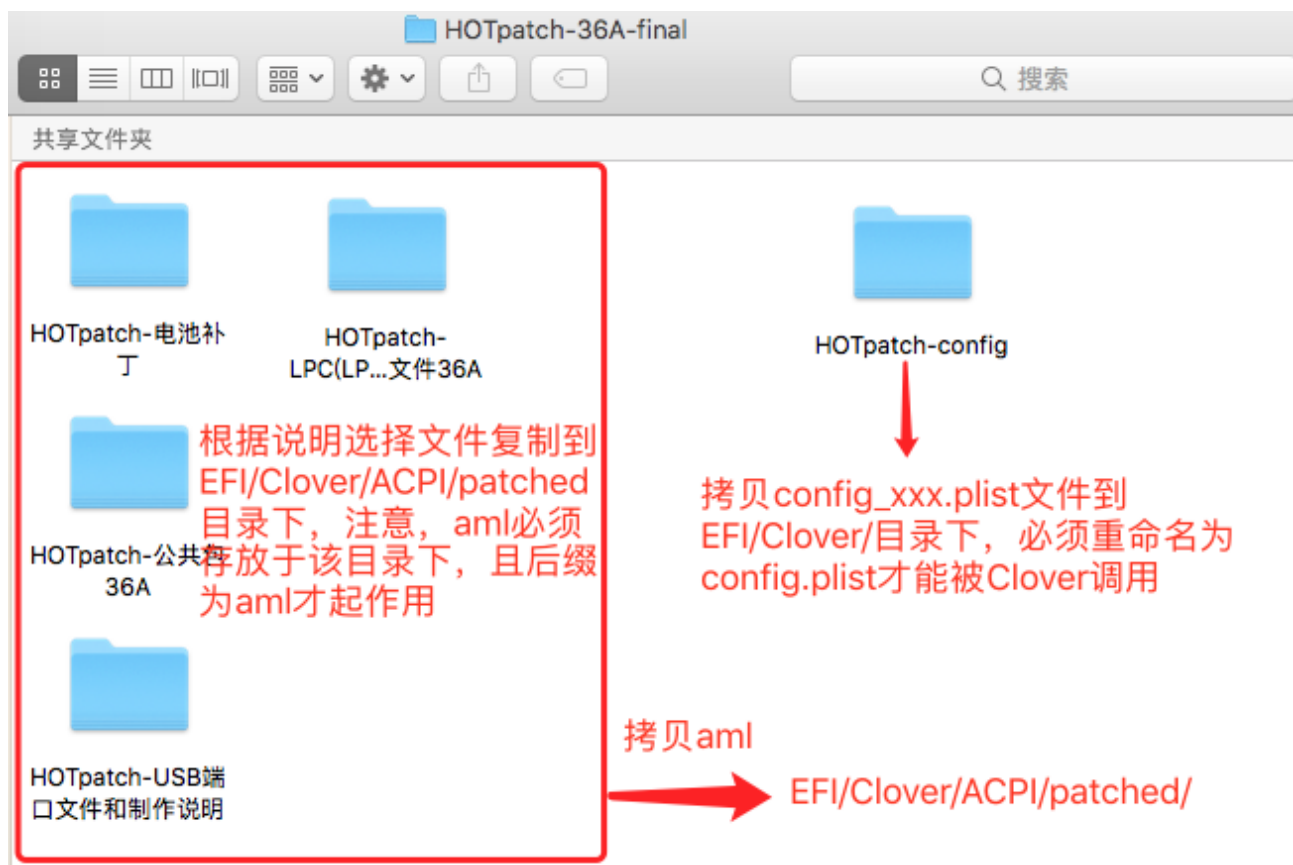 HOTpatch-36A-final
搜索
共享文件夹
HOTpatch-电池补
丁
HOTpatch-
LPC(LP...文件36A
HOTpatch-config
根据说明选择文件复制到
EFI/Clover/ACPI/patched
目录下，注意，aml必须
存放于该目录下，且后缀
为aml才起作用
HOTpatch-公共包
36A
拷贝config_xxx.plist文件到
EFI/Clover/目录下，必须重命名为
config.plist才能被Clover调用
HOTpatch-USB端
口文件和制作说明
拷贝aml
EFI/Clover/ACPI/patched/